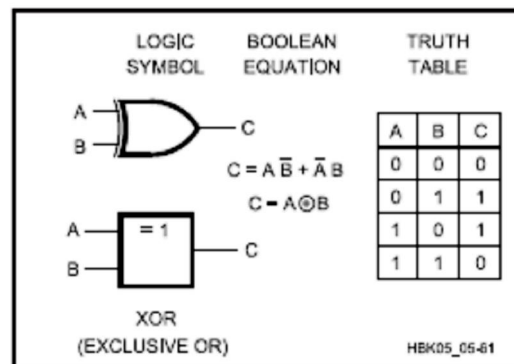 LOGIC SYMBOL
BOOLEAN EQUATION
TRUTH TABLE
A
B
C
C = A B̅ + A̅ B
C = A⊕B
A
B
= 1
C
XOR
(EXCLUSIVE OR)
A B C
0 0 0
0 1 1
1 0 1
1 1 0
HBK05_05-61